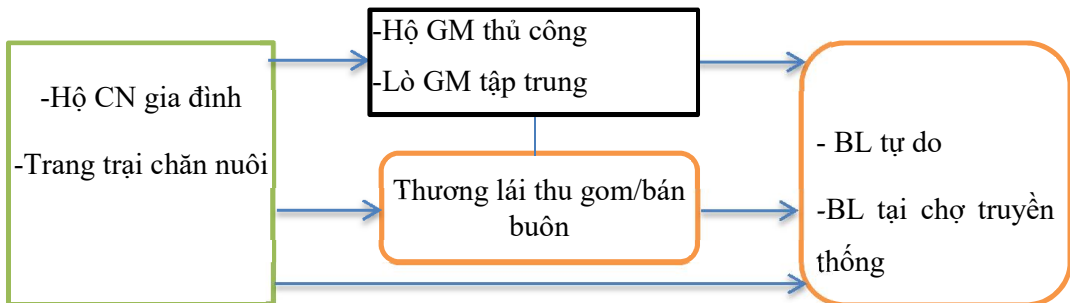 -Hộ CN gia đình
-Trang trại chăn nuôi
-Hộ GM thủ công
-Lò GM tập trung
Thương lái thu gom/bán
buôn
- BL tự do
-BL tại chợ truyền
thống